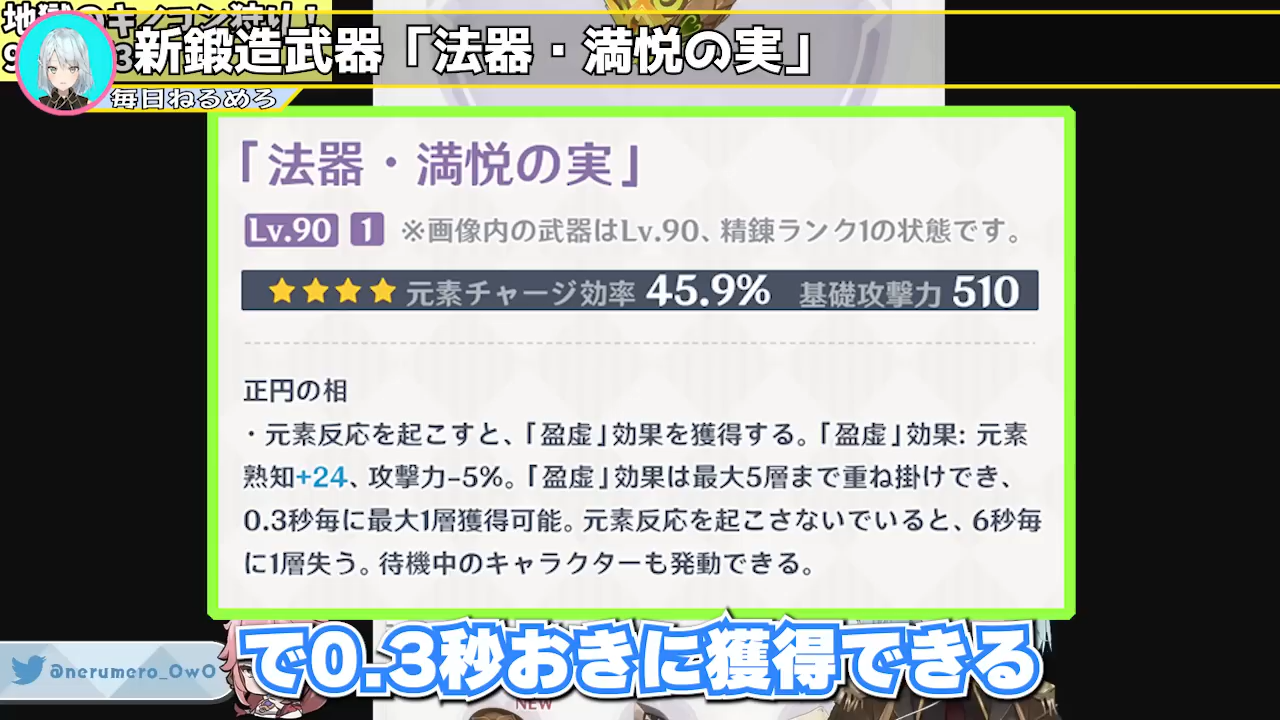 地獄のキノコン狩り！
新鍛造武器「法器・満悦の実」
毎日ねるめろ
「法器・満悦の実」
Lv.90 1 ※画像内の武器はLv.90、精錬ランク1の状態です。
★★★★ 元素チャージ効率 45.9% 基礎攻撃力 510
正円の相
・元素反応を起こすと、「盈虚」効果を獲得する。「盈虚」効果: 元素
熟知+24、攻撃力-5%。「盈虚」効果は最大5層まで重ね掛けでき、
0.3秒毎に最大1層獲得可能。元素反応を起こさないでいると、6秒毎
に1層失う。待機中のキャラクターも発動できる。
で0.3秒おきに獲得できる
@nerumero_OwO
NEW